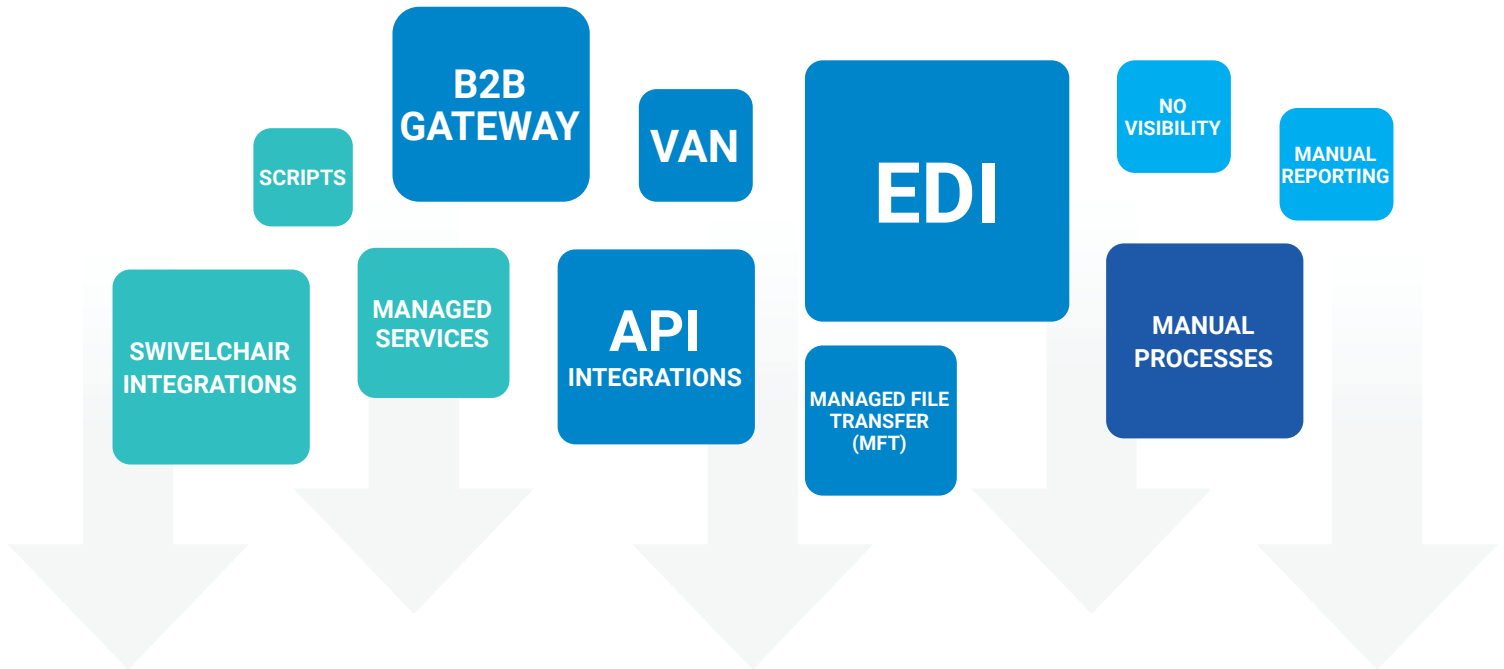 B2B
GATEWAY
VAN
EDI
NO
VISIBILITY
MANUAL
REPORTING
SCRIPTS
SWIVELCHAIR
INTEGRATIONS
MANAGED
SERVICES
API
INTEGRATIONS
MANAGED FILE
TRANSFER
(MFT)
MANUAL
PROCESSES